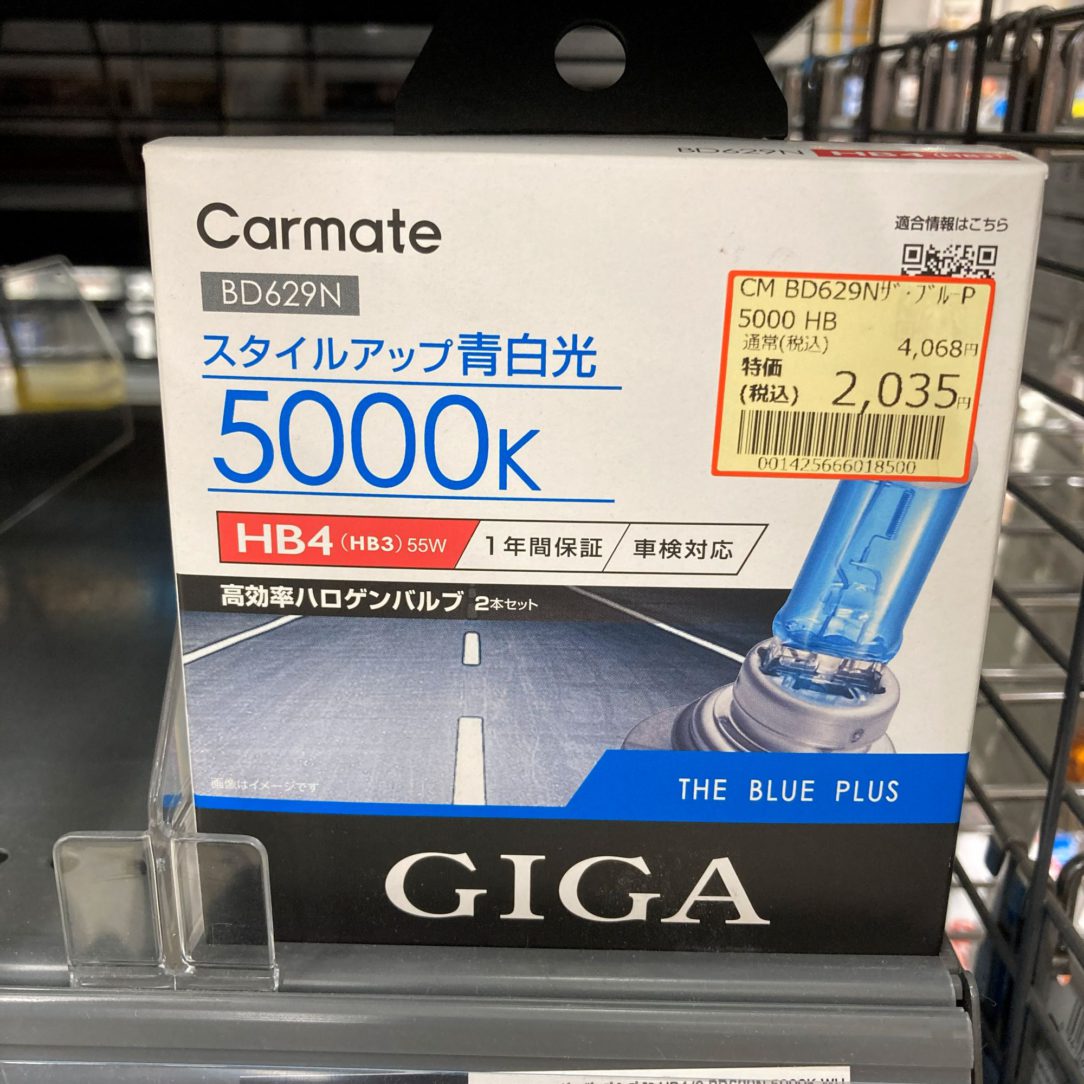 BD629N HB4 (HB3)
Carmate
適合情報はこちら
BD629N
CM BD629Nザ・ブルーP
5000 HB
通常(税込) 4,068円
特価
(税込) 2,035円
001425666018500
スタイルアップ青白光
5000K
HB4 (HB3) 55W 1年間保証 車検対応
高効率ハロゲンバルブ 2本セット
画像はイメージです
THE BLUE PLUS
GIGA